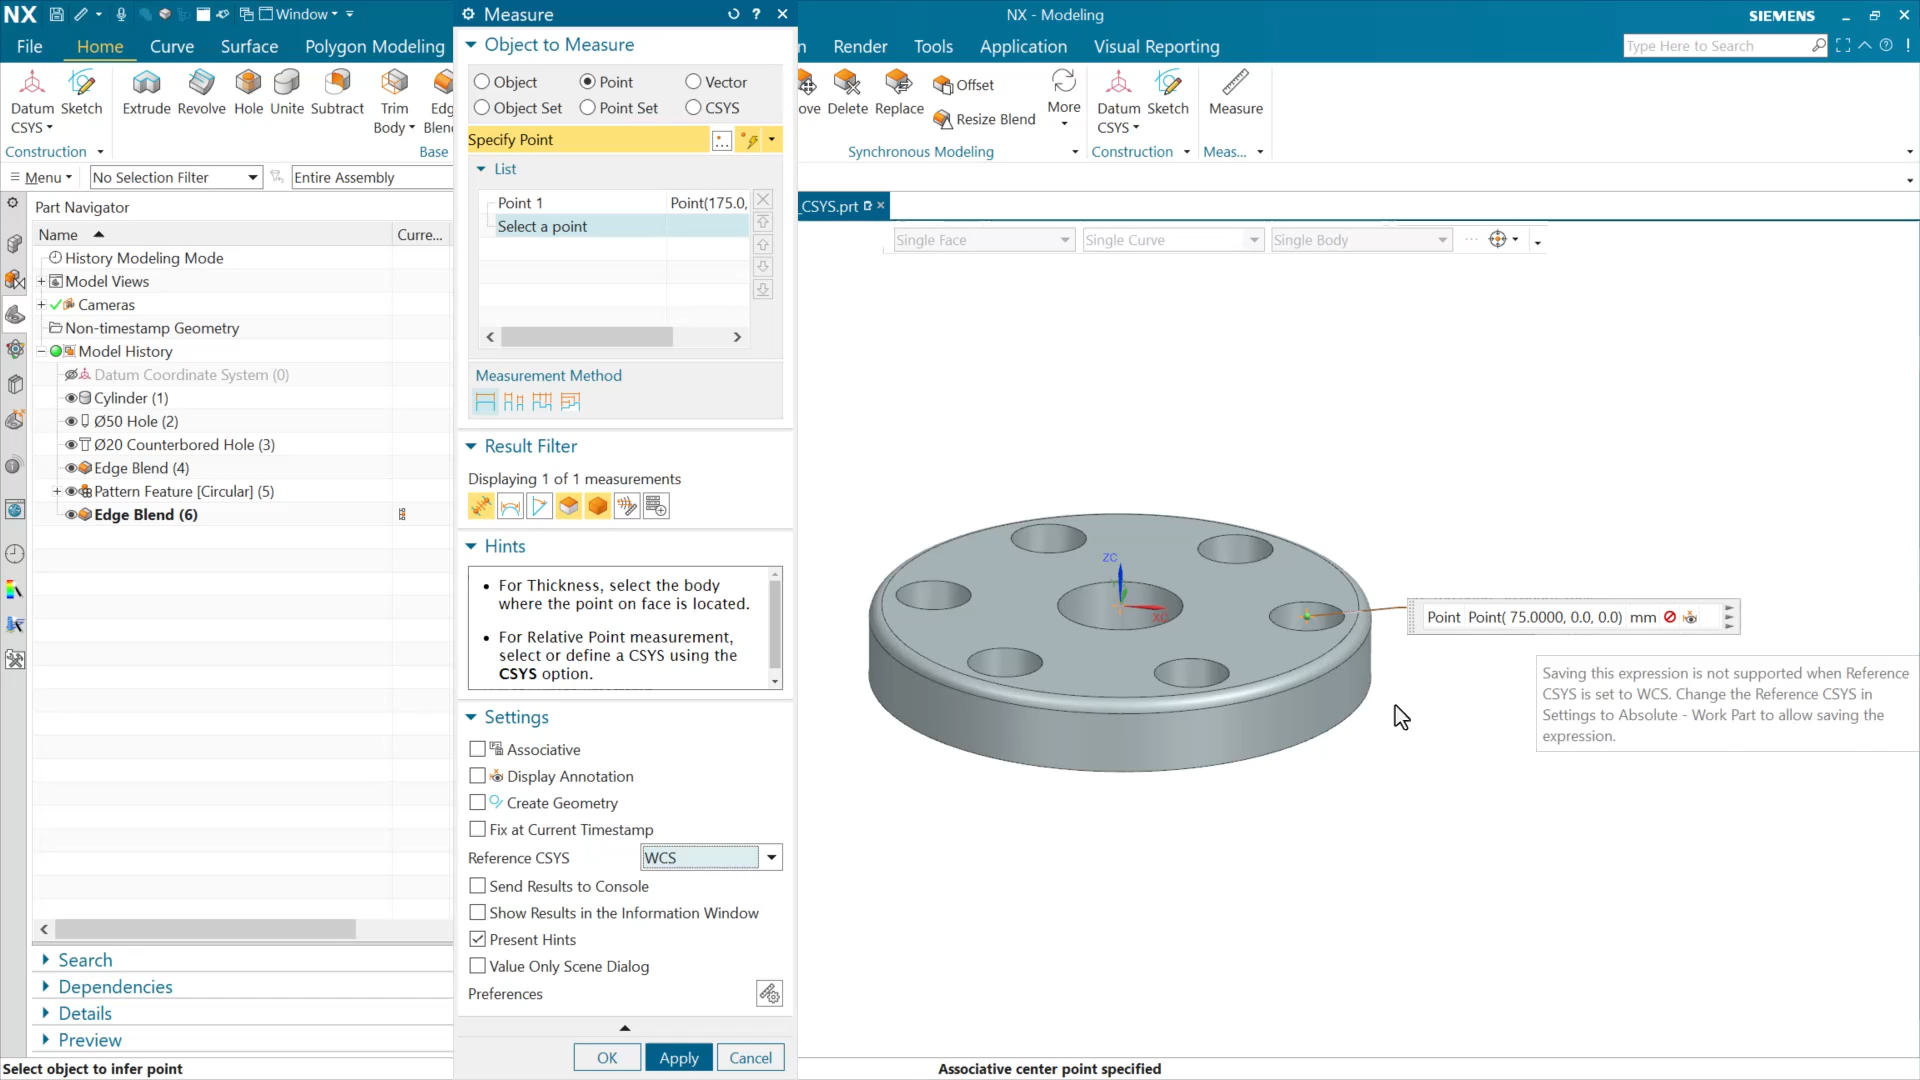 NX
Window
Measure
NX - Modeling
SIEMENS
File
Home
Curve
Surface
Polygon Modeling
Render
Tools
Application
Visual Reporting
Type Here to Search
Datum
CSYS
Sketch
Extrude
Revolve
Hole
Unite
Subtract
Trim
Body
Edg
Blen
Construction
Base
ove
Delete
Replace
Offset
Resize Blend
More
Datum
CSYS
Sketch
Measure
Synchronous Modeling
Construction
Meas...
Menu
No Selection Filter
Entire Assembly
Part Navigator
Name
Curre...
History Modeling Mode
Model Views
Cameras
Non-timestamp Geometry
Model History
Datum Coordinate System (0)
Cylinder (1)
Ø50 Hole (2)
Ø20 Counterbored Hole (3)
Edge Blend (4)
Pattern Feature [Circular] (5)
Edge Blend (6)
Search
Dependencies
Details
Preview
Select object to infer point
Object to Measure
Object
Point
Vector
Object Set
Point Set
CSYS
Specify Point
List
Point 1
Point(175.0,
Select a point
Measurement Method
Result Filter
Displaying 1 of 1 measurements
Hints
• For Thickness, select the body
where the point on face is located.
• For Relative Point measurement,
select or define a CSYS using the
CSYS option.
Settings
Associative
Display Annotation
Create Geometry
Fix at Current Timestamp
Reference CSYS
WCS
Send Results to Console
Show Results in the Information Window
Present Hints
Value Only Scene Dialog
Preferences
OK
Apply
Cancel
_CSYS.prt
Single Face
Single Curve
Single Body
ZC
XC
Point Point( 75.0000, 0.0, 0.0) mm
Saving this expression is not supported when Reference
CSYS is set to WCS. Change the Reference CSYS in
Settings to Absolute - Work Part to allow saving the
expression.
Associative center point specified